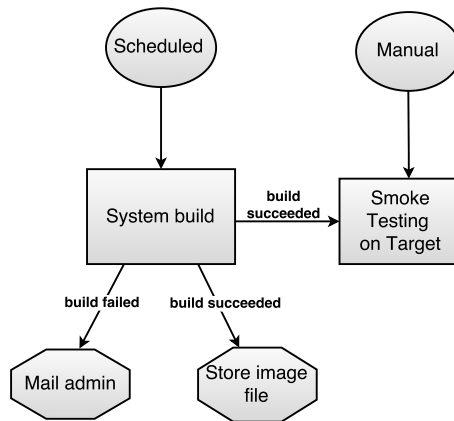 Scheduled
Manual
System build
build
succeeded
Smoke
Testing
on Target
build failed
build succeeded
Mail admin
Store image
file